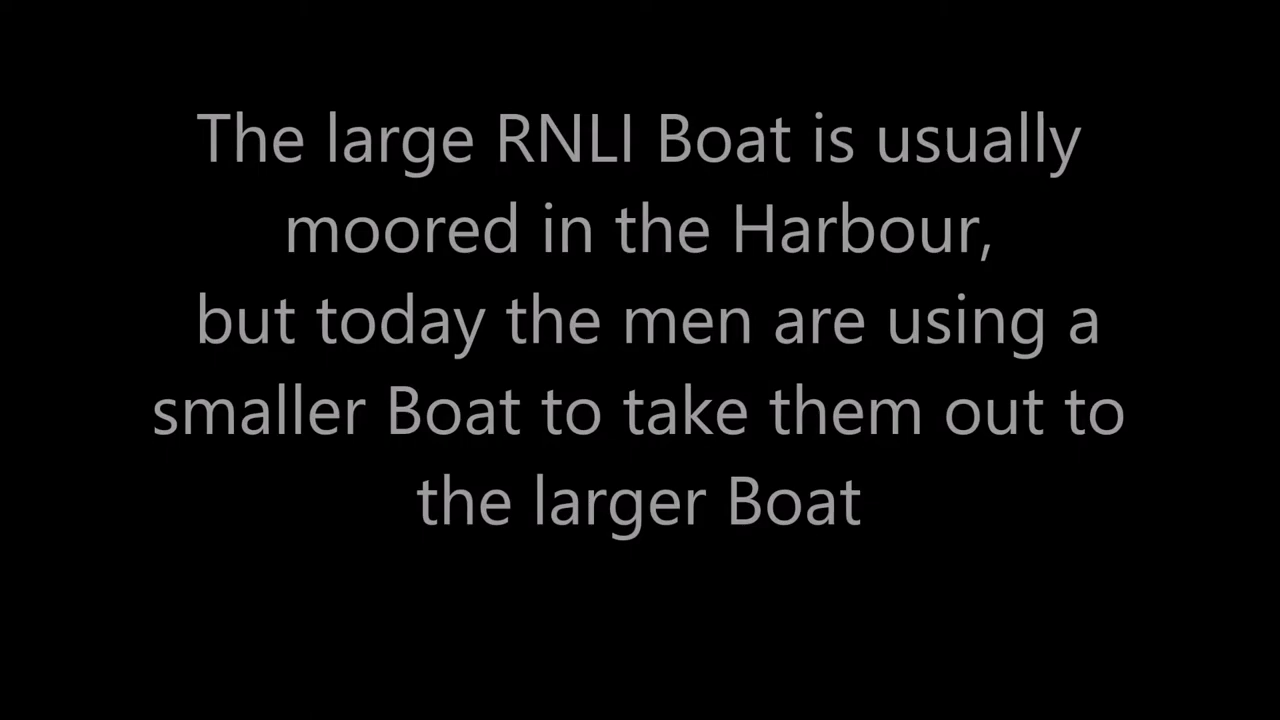 The large RNLI Boat is usually
moored in the Harbour,
but today the men are using a
smaller Boat to take them out to
the larger Boat